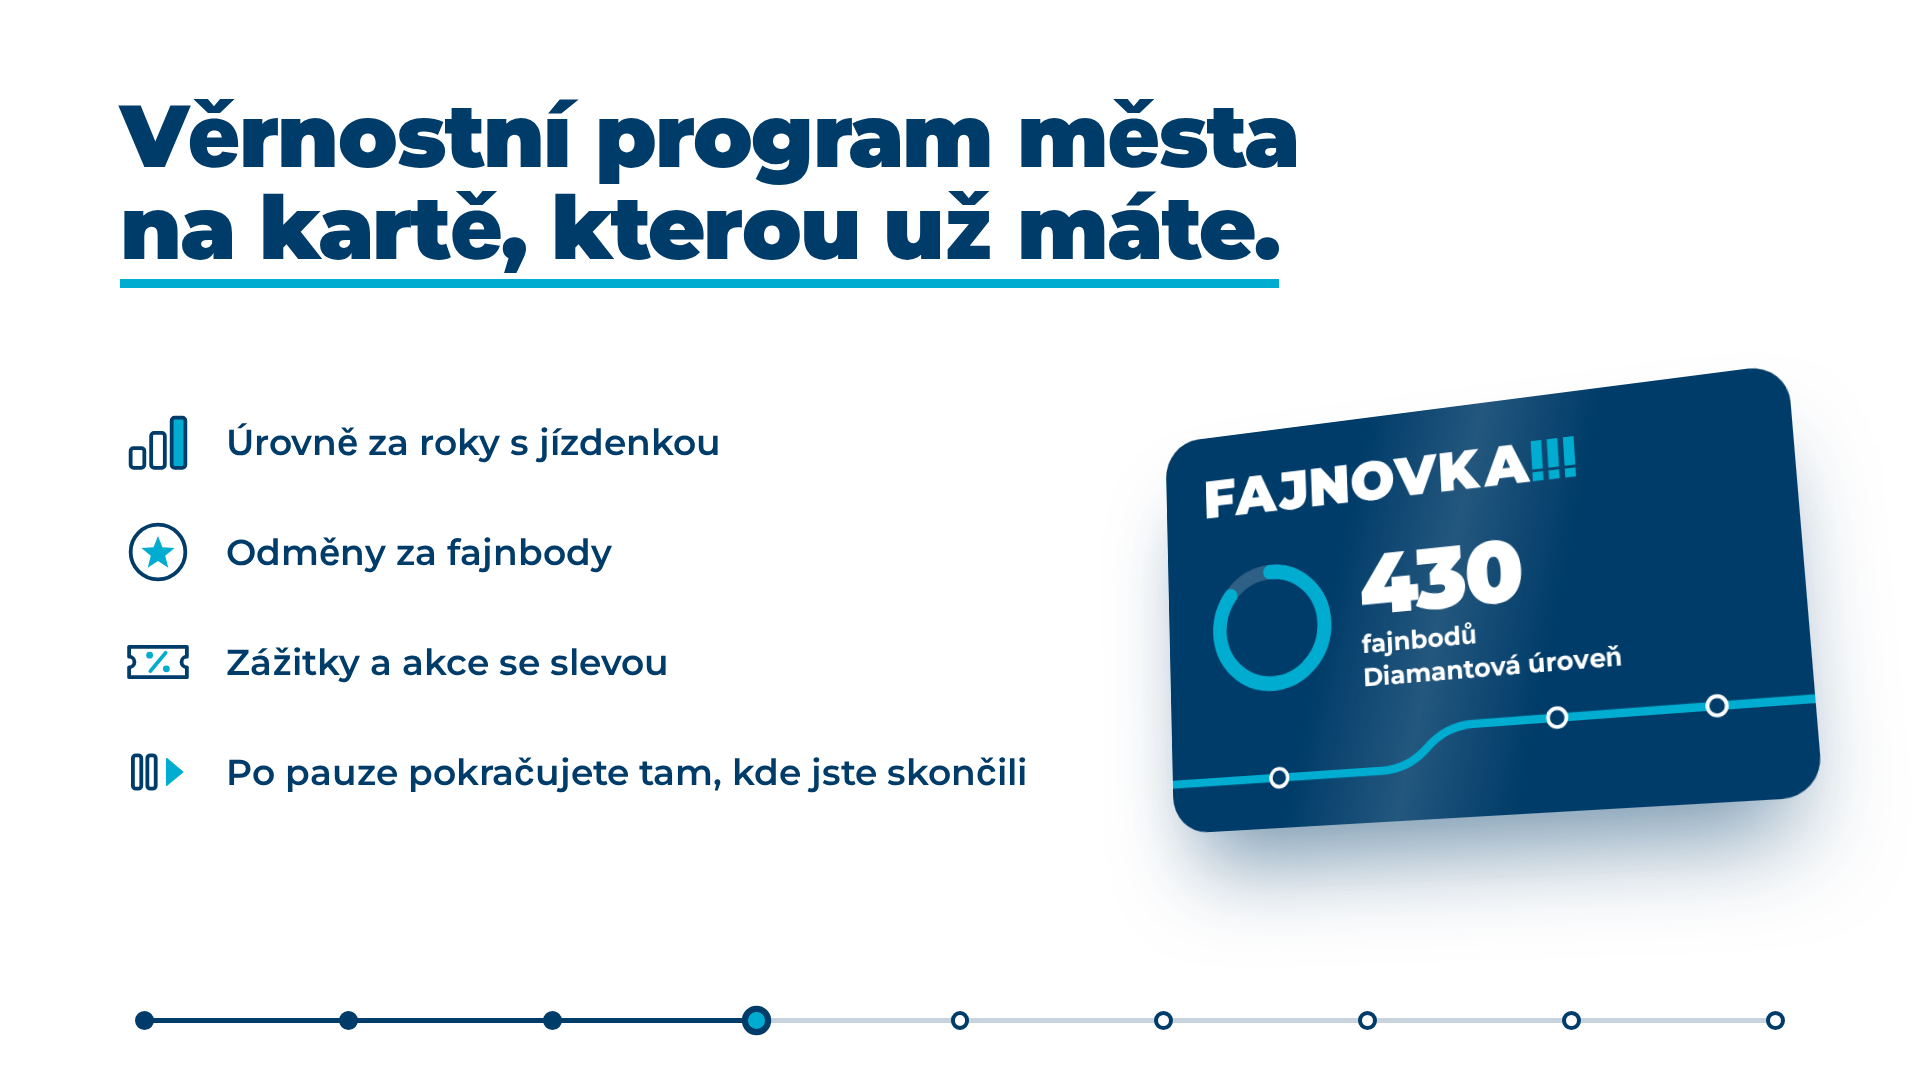 Věrnostní program města
na kartě, kterou už máte.
Úrovně za roky s jízdenkou
Odměny za fajnbody
Zážitky a akce se slevou
Po pauze pokračujete tam, kde jste skončili
FAJNOVKA!!!
430
fajnbodů
Diamantová úroveň